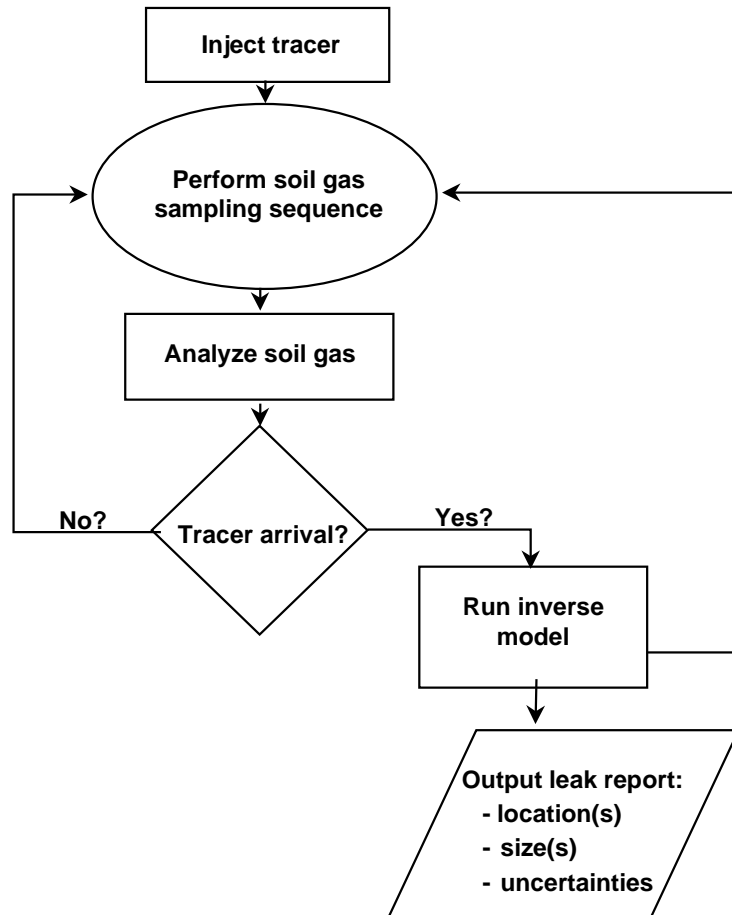 Inject tracer
Perform soil gas
sampling sequence
Analyze soil gas
No?
Tracer arrival?
Yes?
Run inverse
model
Output leak report:
- location(s)
- size(s)
- uncertainties